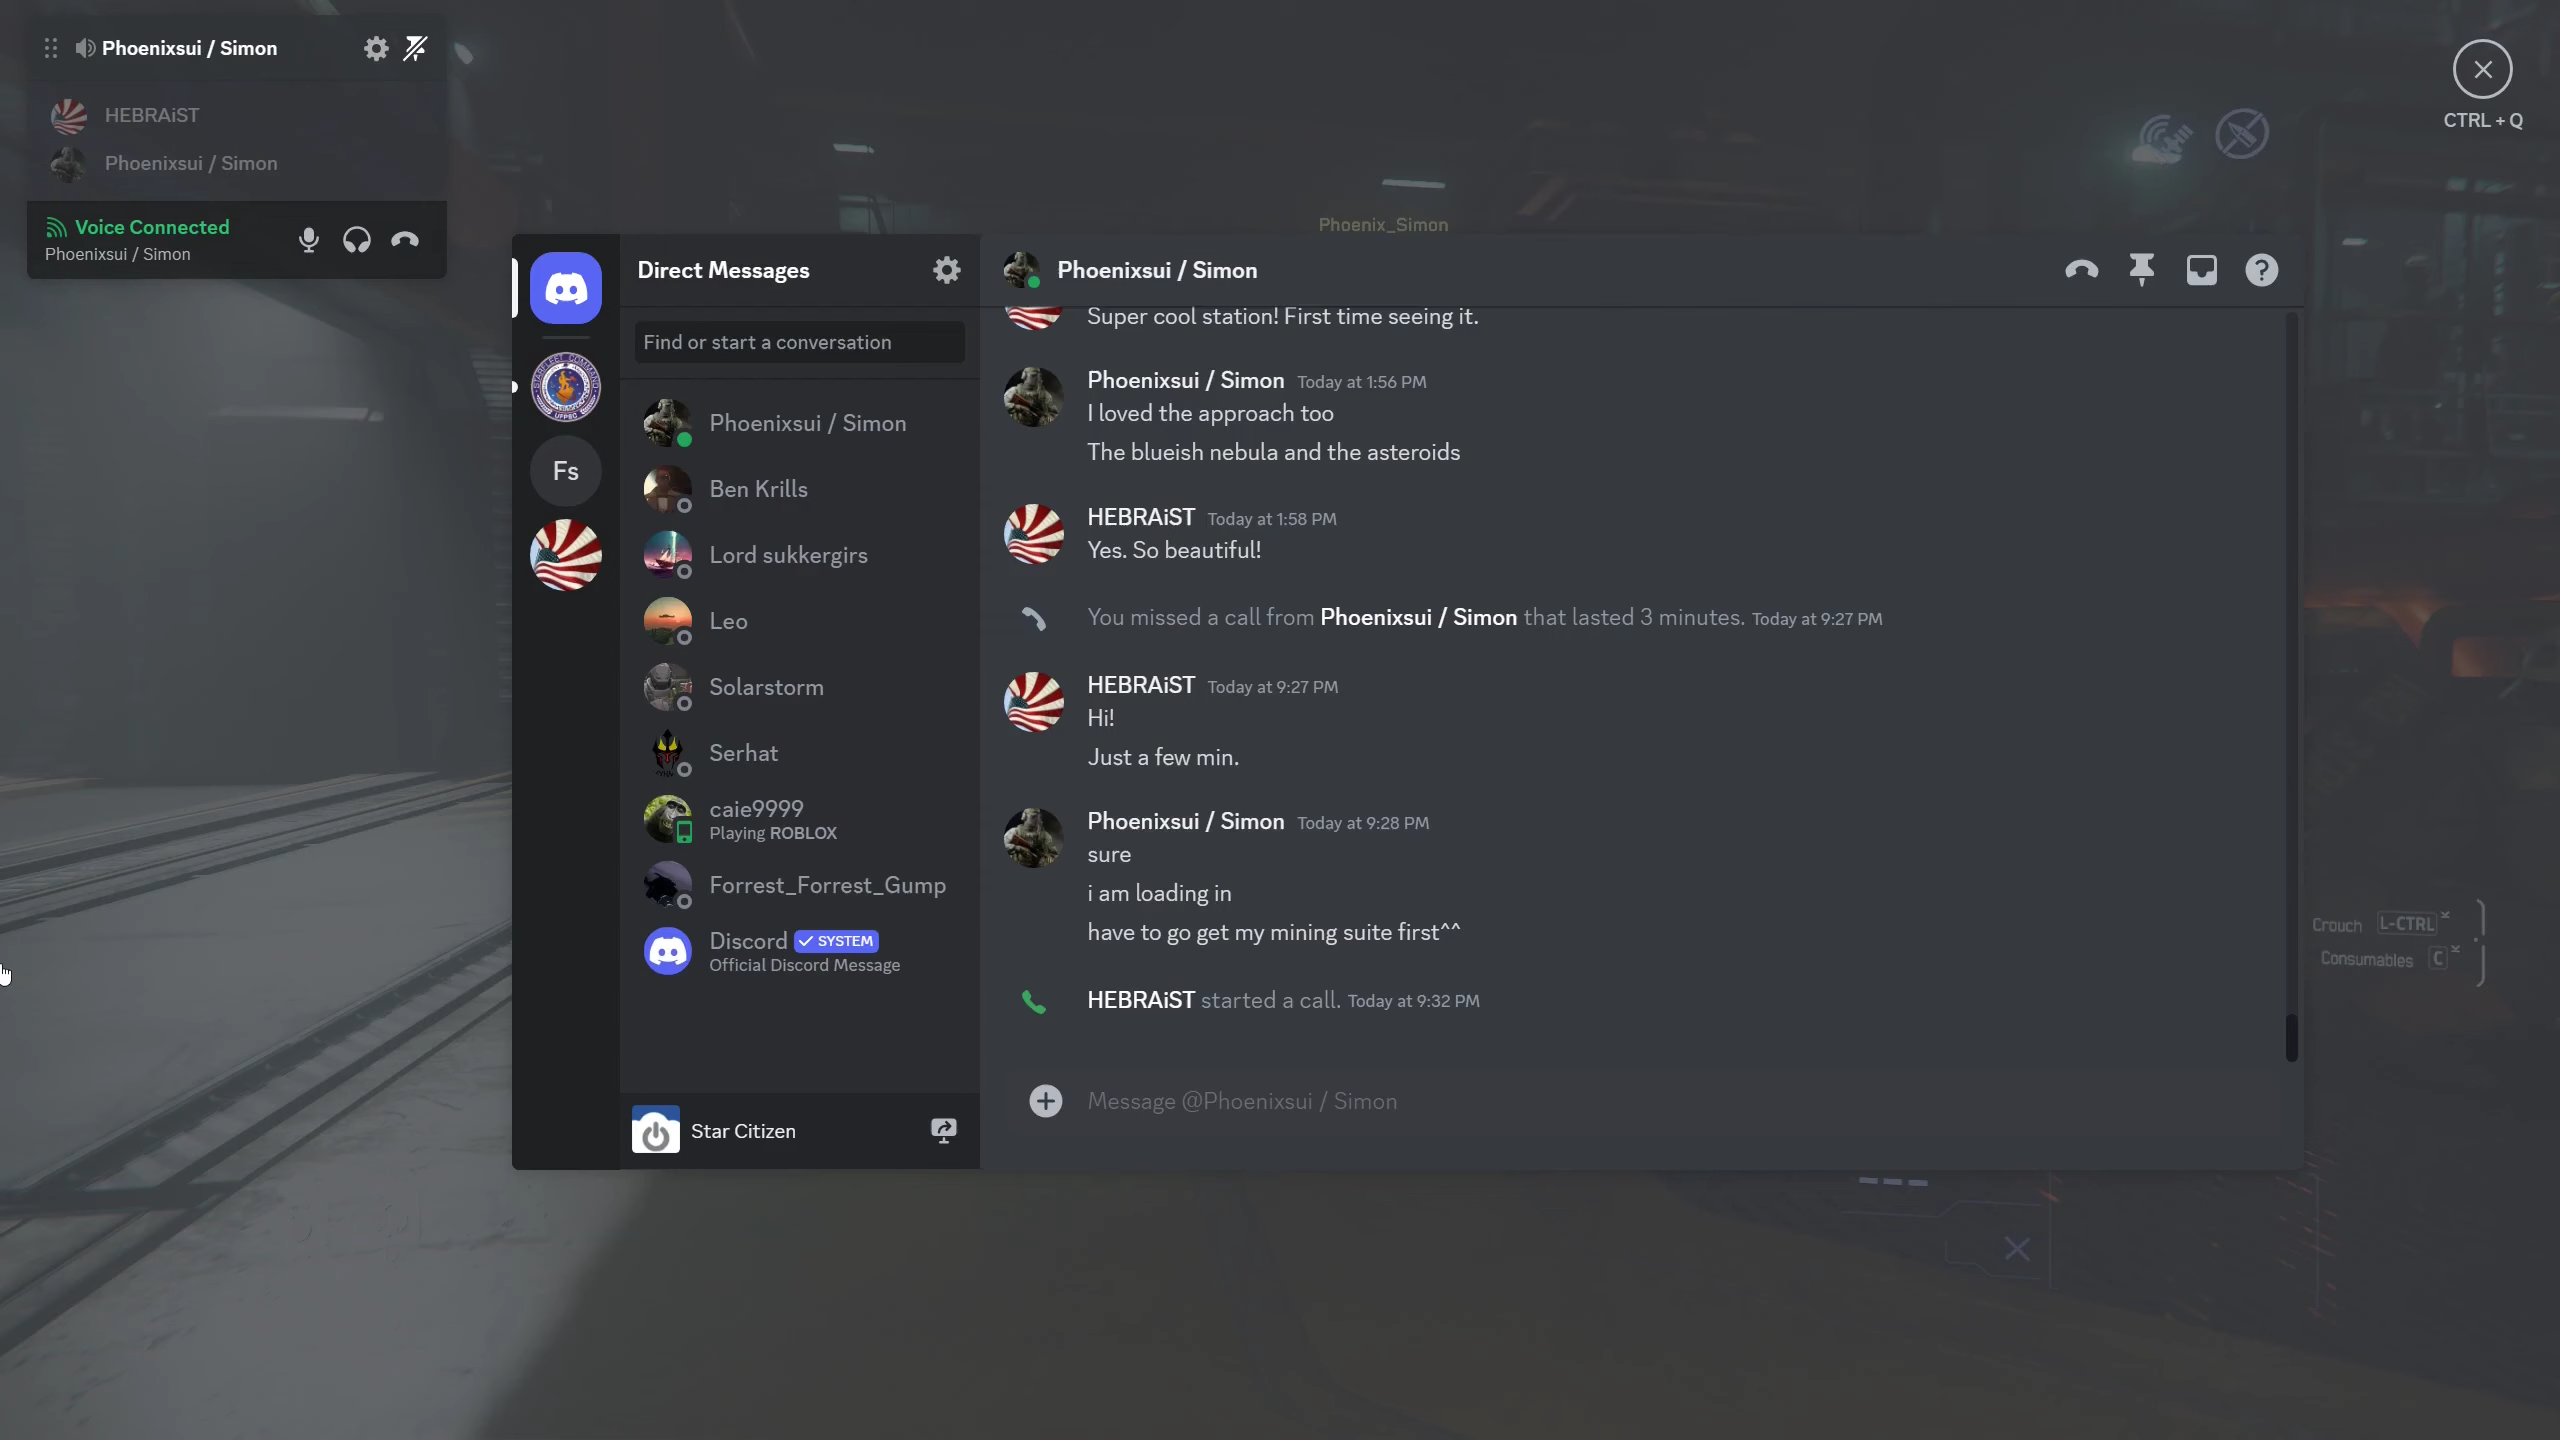 Phoenixsui / Simon
HEBRAiST
Phoenixsui / Simon
Voice Connected
Phoenixsui / Simon
CTRL + Q
Phoenix_Simon
Direct Messages
Find or start a conversation
Fs
Phoenixsui / Simon
Ben Krills
Lord sukkergirs
Leo
Solarstorm
Serhat
caie9999
Playing ROBLOX
Forrest_Forrest_Gump
Discord SYSTEM
Official Discord Message
Star Citizen
Phoenixsui / Simon
Super cool station! First time seeing it.
Phoenixsui / Simon Today at 1:56 PM
I loved the approach too
The blueish nebula and the asteroids
HEBRAiST Today at 1:58 PM
Yes. So beautiful!
You missed a call from Phoenixsui / Simon that lasted 3 minutes. Today at 9:27 PM
HEBRAiST Today at 9:27 PM
Hi!
Just a few min.
Phoenixsui / Simon Today at 9:28 PM
sure
i am loading in
have to go get my mining suite first^^
HEBRAiST started a call. Today at 9:32 PM
Message @Phoenixsui / Simon
Crouch L-CTRL
Consumables C